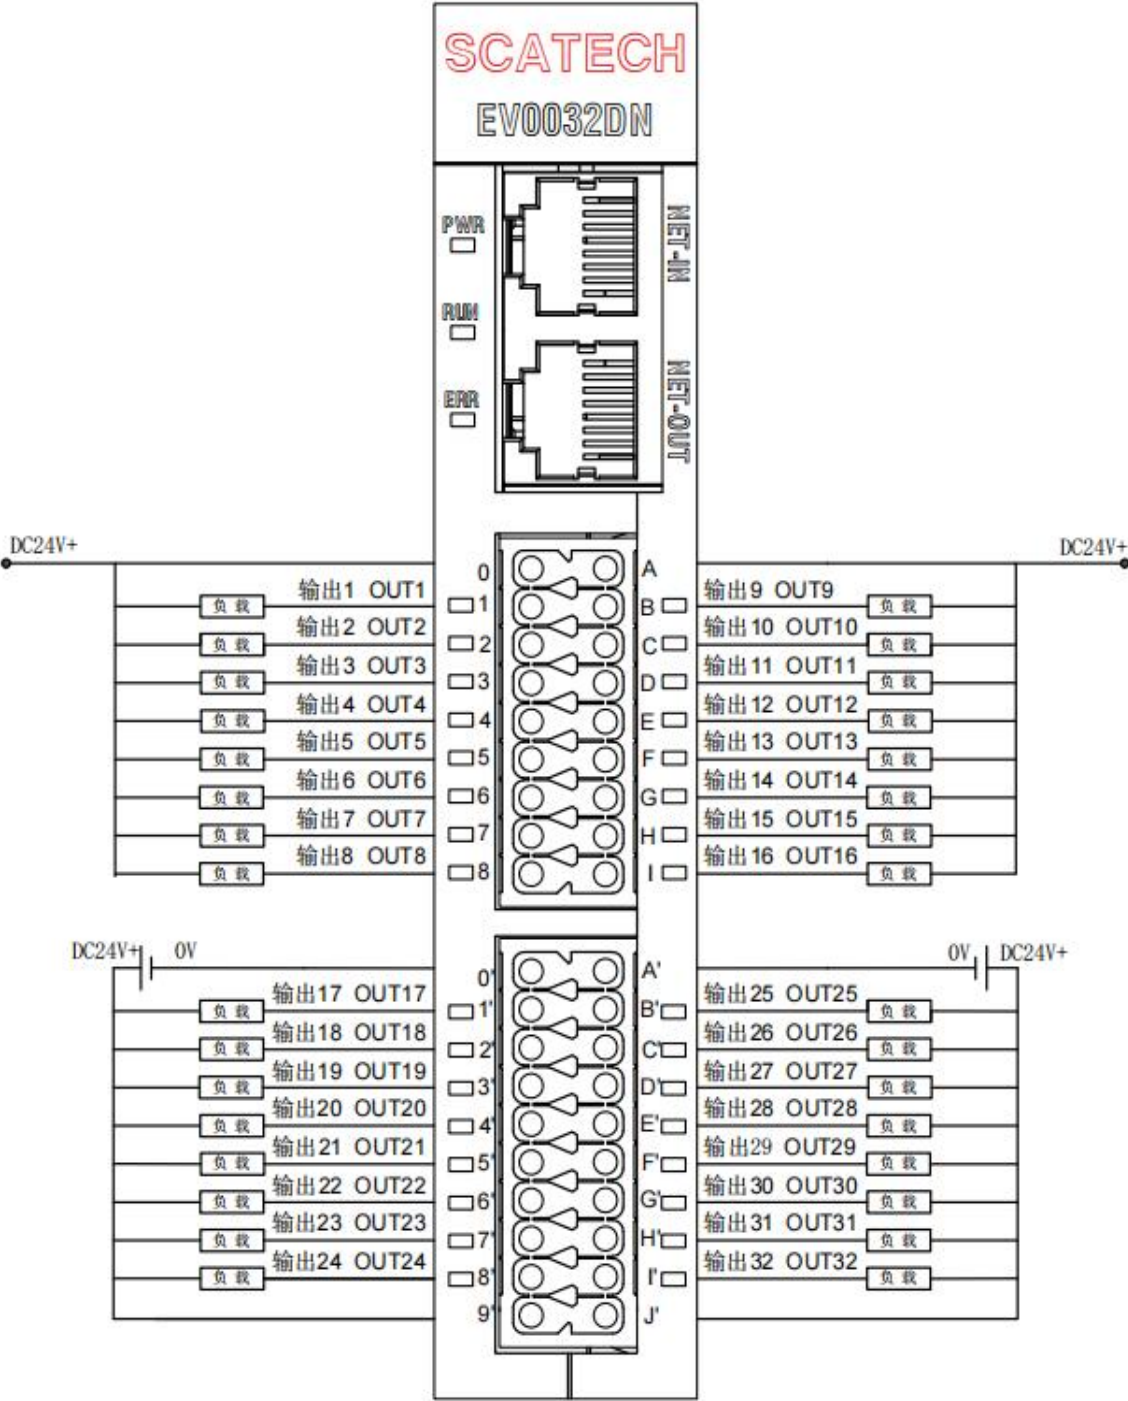 SCATECH
EV0032DN
PWR
NET-IN
RUN
NET-OUT
ERR
DC24V+
DC24V+
0 A
输出1 OUT1 负载 1 B 输出9 OUT9 负载
输出2 OUT2 负载 2 C 输出10 OUT10 负载
输出3 OUT3 负载 3 D 输出11 OUT11 负载
输出4 OUT4 负载 4 E 输出12 OUT12 负载
输出5 OUT5 负载 5 F 输出13 OUT13 负载
输出6 OUT6 负载 6 G 输出14 OUT14 负载
输出7 OUT7 负载 7 H 输出15 OUT15 负载
输出8 OUT8 负载 8 I 输出16 OUT16 负载
DC24V+ 0V 0V DC24V+
0' A'
输出17 OUT17 负载 1' B' 输出25 OUT25 负载
输出18 OUT18 负载 2' C' 输出26 OUT26 负载
输出19 OUT19 负载 3' D' 输出27 OUT27 负载
输出20 OUT20 负载 4' E' 输出28 OUT28 负载
输出21 OUT21 负载 5' F' 输出29 OUT29 负载
输出22 OUT22 负载 6' G' 输出30 OUT30 负载
输出23 OUT23 负载 7' H' 输出31 OUT31 负载
输出24 OUT24 负载 8' I' 输出32 OUT32 负载
9' J'